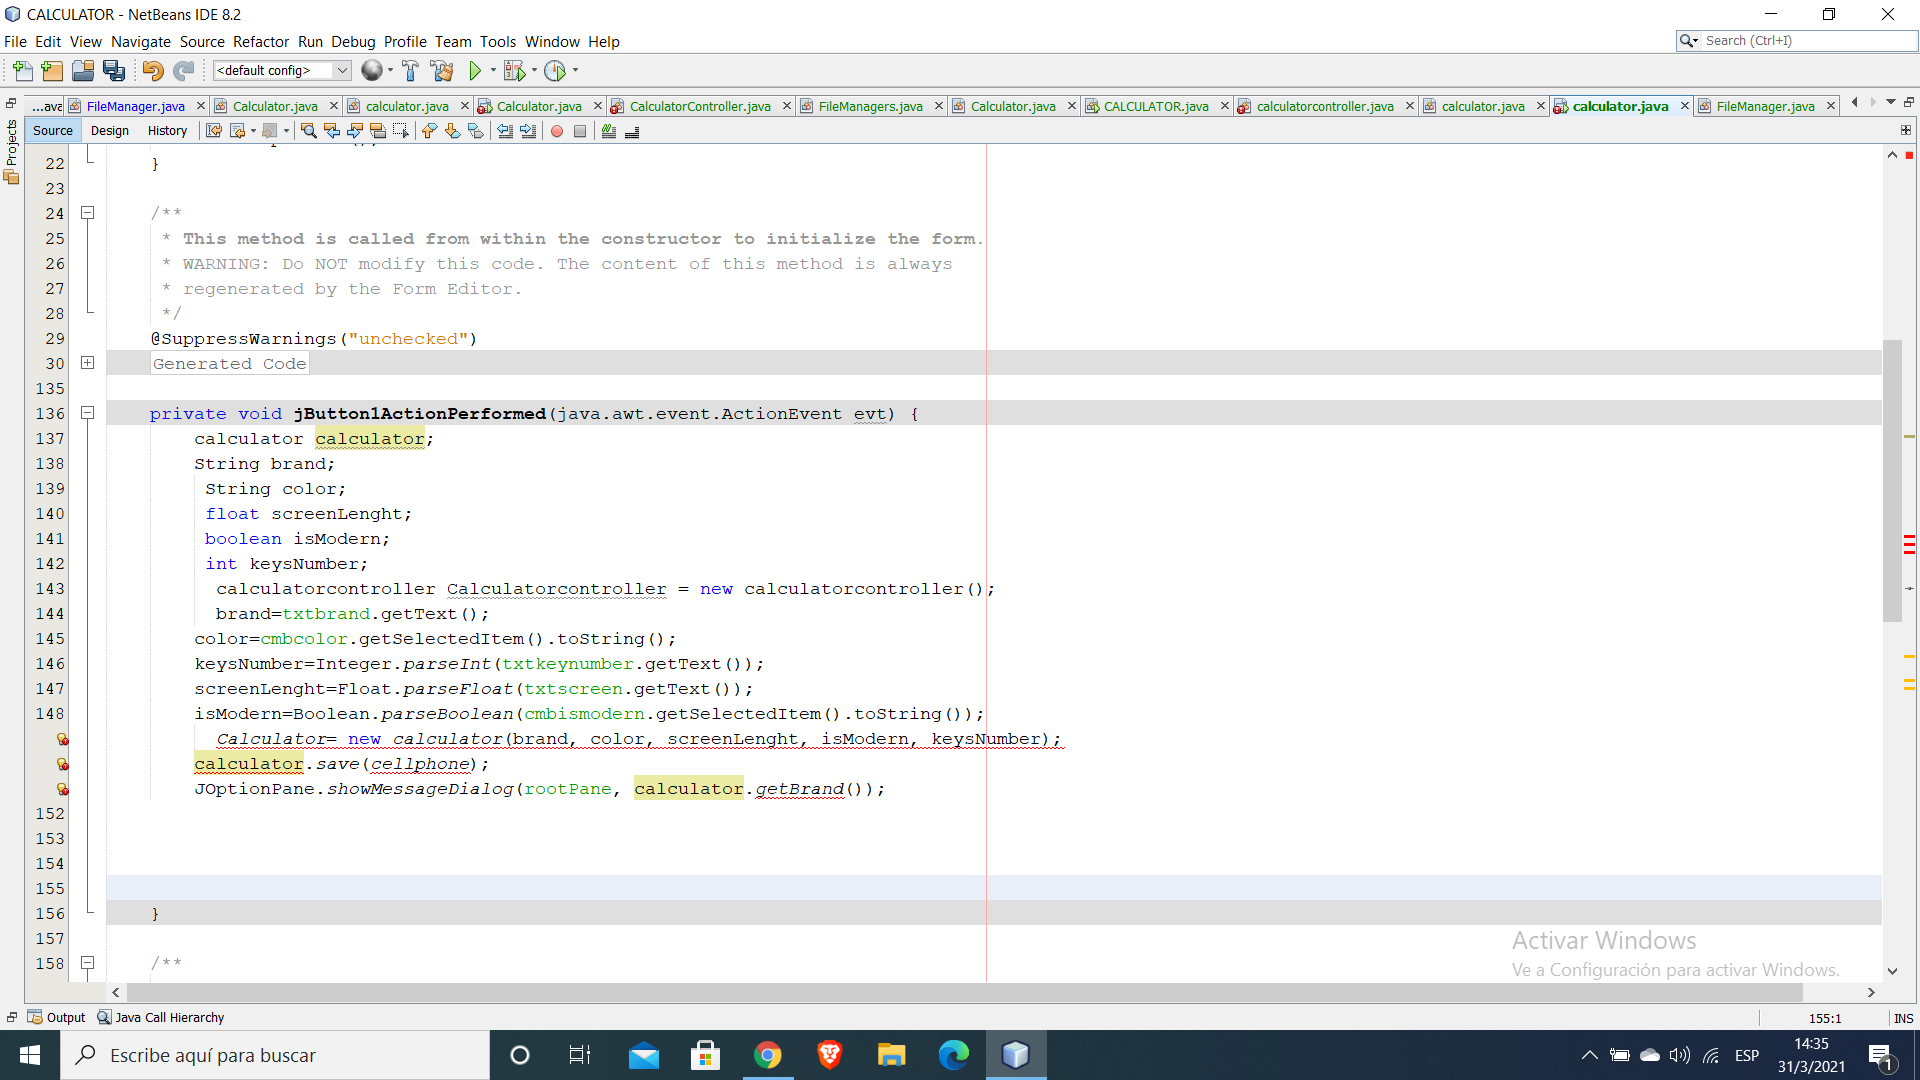 CALCULATOR - NetBeans IDE 8.2
File Edit View Navigate Source Refactor Run Debug Profile Team Tools Window Help
Search (Ctrl+I)
<default config>
...ava FileManager.java Calculator.java calculator.java Calculator.java CalculatorController.java FileManagers.java Calculator.java CALCULATOR.java calculatorcontroller.java calculator.java calculator.java FileManager.java
Projects
Source Design History
22 }
23
24 /**
25 * This method is called from within the constructor to initialize the form.
26 * WARNING: Do NOT modify this code. The content of this method is always
27 * regenerated by the Form Editor.
28 */
29 @SuppressWarnings("unchecked")
30 Generated Code
135
136 private void jButton1ActionPerformed(java.awt.event.ActionEvent evt) {
137 calculator calculator;
138 String brand;
139 String color;
140 float screenLenght;
141 boolean isModern;
142 int keysNumber;
143 calculatorcontroller Calculatorcontroller = new calculatorcontroller();
144 brand=txtbrand.getText();
145 color=cmbcolor.getSelectedItem().toString();
146 keysNumber=Integer.parseInt(txtkeynumber.getText());
147 screenLenght=Float.parseFloat(txtscreen.getText());
148 isModern=Boolean.parseBoolean(cmbismodern.getSelectedItem().toString());
Calculator= new calculator(brand, color, screenLenght, isModern, keysNumber);
calculator.save(cellphone);
JOptionPane.showMessageDialog(rootPane, calculator.getBrand());
152
153
154
155
156 }
157
158 /**
Activar Windows
Ve a Configuración para activar Windows.
Output Java Call Hierarchy
155:1 INS
Escribe aquí para buscar
ESP
14:35
31/3/2021
1